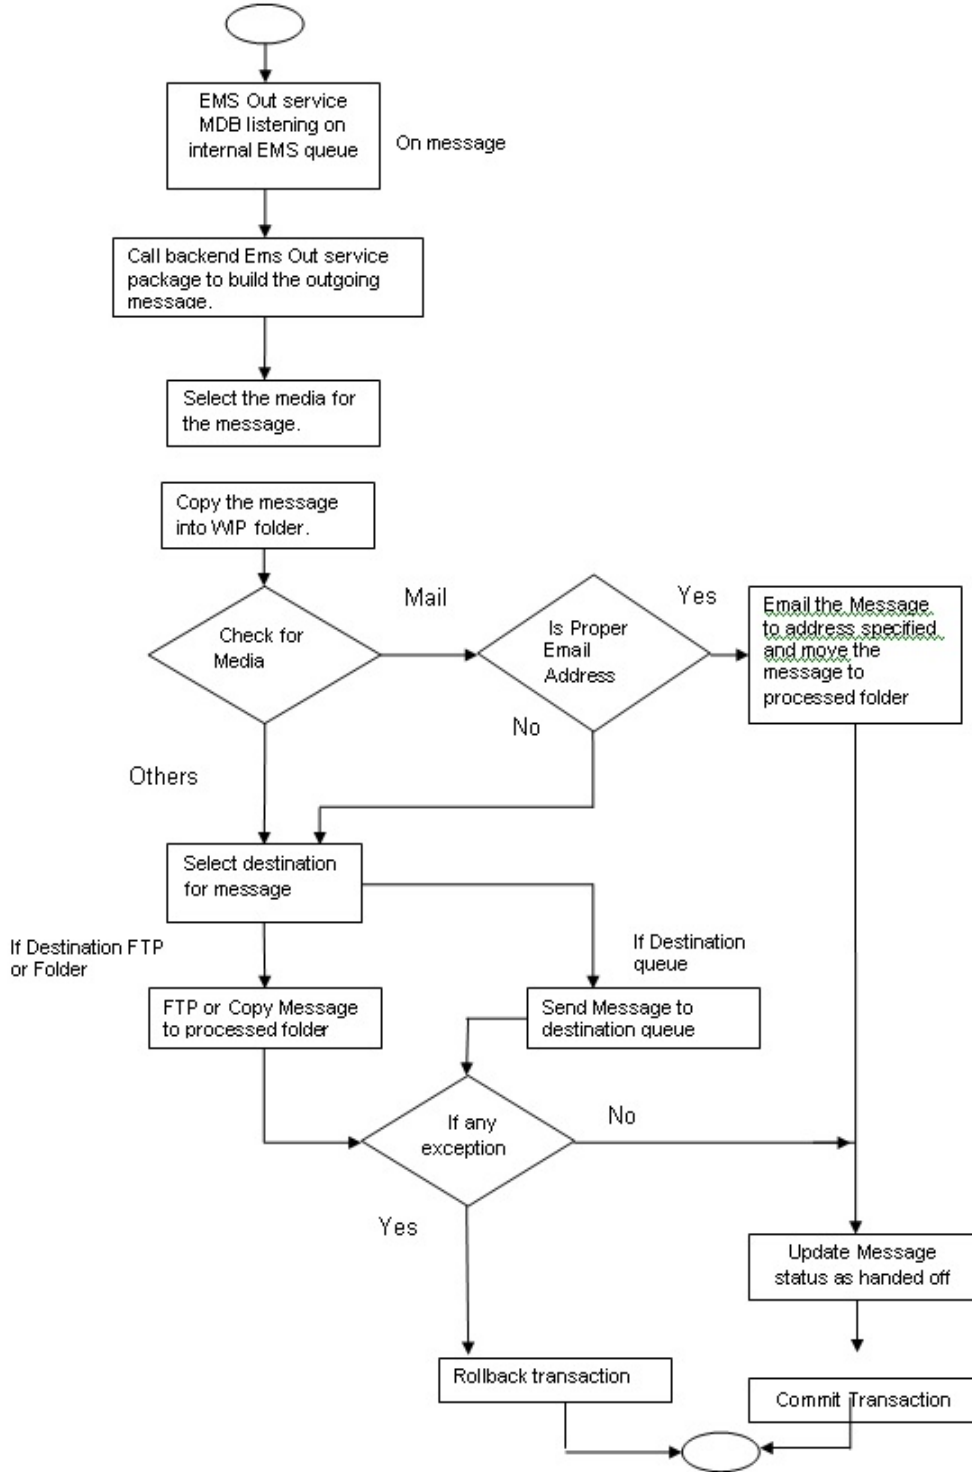 EMS Out service
MDB listening on
internal EMS queue
On message
Call backend Ems Out service
package to build the outgoing
message.
Select the media for
the message.
Copy the message
into WIP folder.
Mail
Yes
Check for
Media
Is Proper
Email
Address
Email the Message
to address specified
and move the
message to
processed folder
No
Others
Select destination
for message
If Destination FTP
or Folder
If Destination
queue
FTP or Copy Message
to processed folder
Send Message to
destination queue
If any
exception
No
Yes
Update Message
status as handed off
Rollback transaction
Commit Transaction